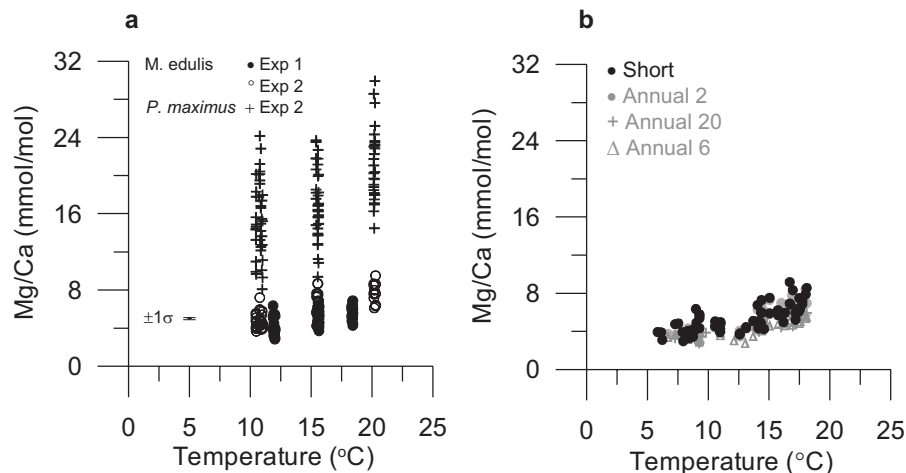 a
Mg/Ca (mmol/mol)
32
24
16
8
0
M. edulis
● Exp 1
○ Exp 2
P. maximus + Exp 2
±1σ
0 5 10 15 20 25
Temperature (°C)
b
Mg/Ca (mmol/mol)
32
24
16
8
0
● Short
● Annual 2
+ Annual 20
△ Annual 6
0 5 10 15 20 25
Temperature (°C)